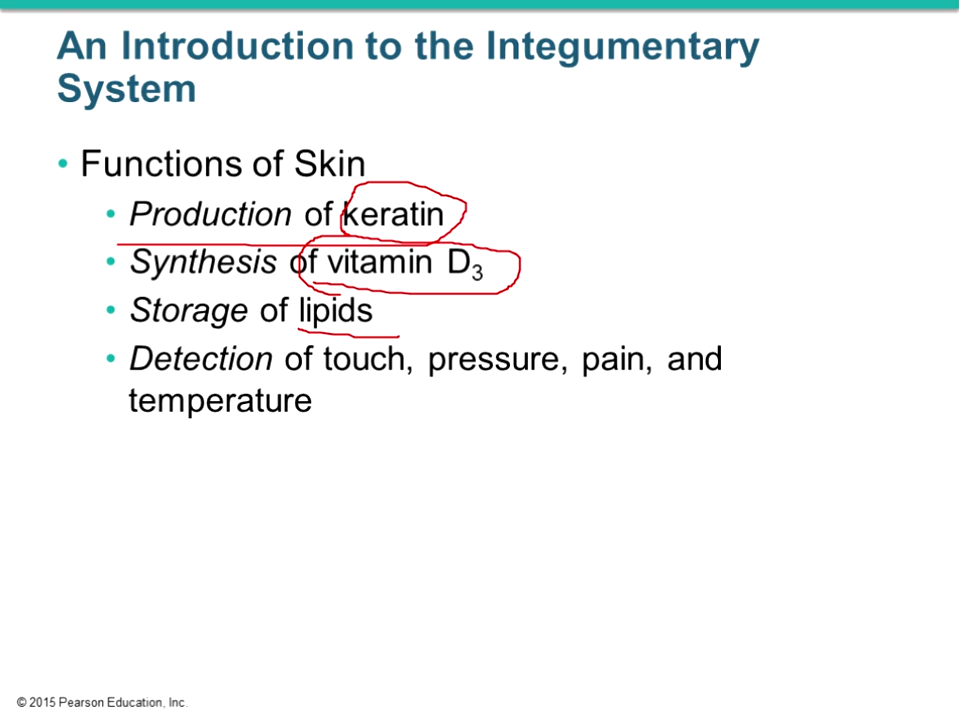 An Introduction to the Integumentary
System
• Functions of Skin
• Production of keratin
• Synthesis of vitamin D₃
• Storage of lipids
• Detection of touch, pressure, pain, and
temperature
© 2015 Pearson Education, Inc.